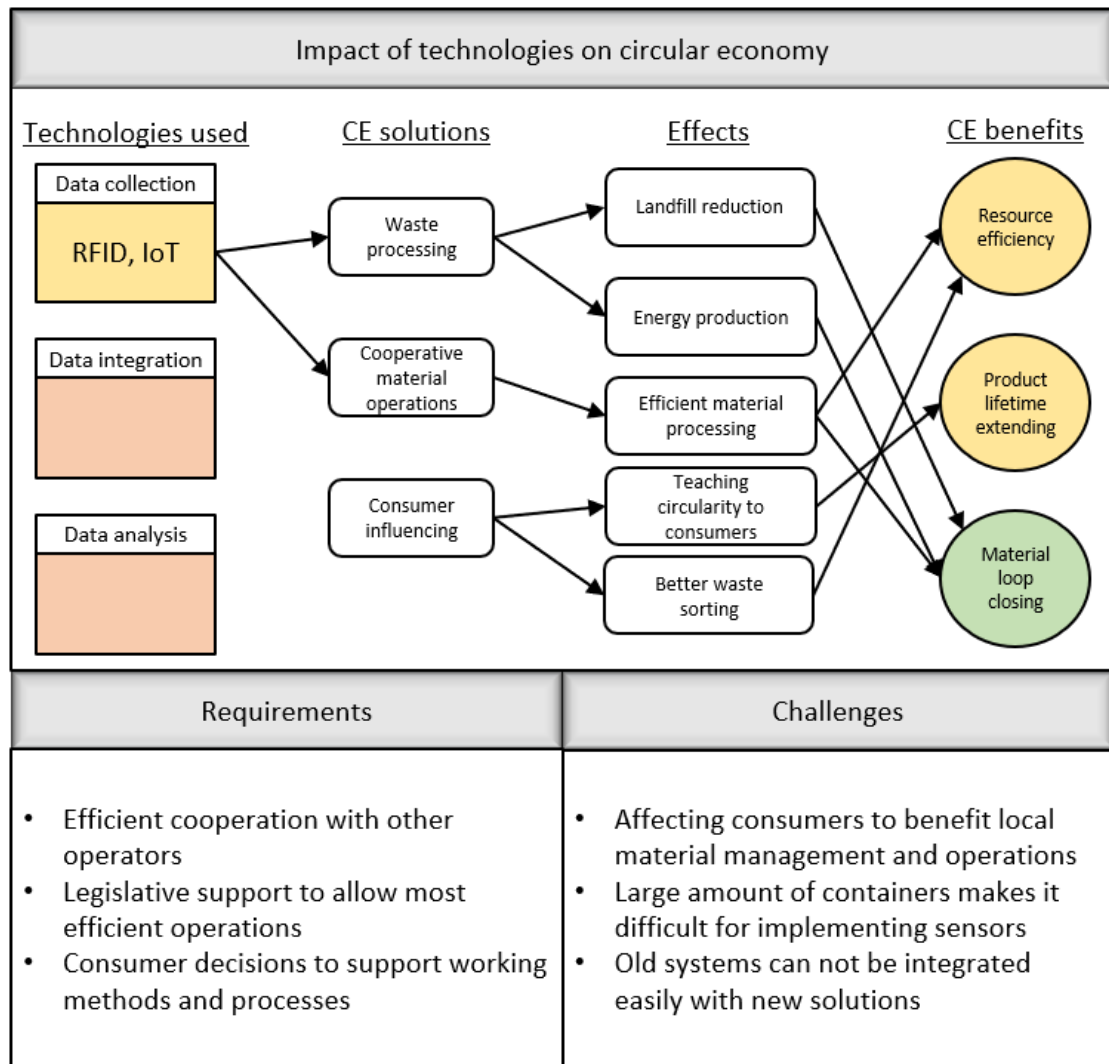 Impact of technologies on circular economy
Technologies used
CE solutions
Effects
CE benefits
Data collection
RFID, IoT
Data integration
Data analysis
Waste
processing
Cooperative
material
operations
Consumer
influencing
Landfill reduction
Energy production
Efficient material
processing
Teaching
circularity to
consumers
Better waste
sorting
Resource
efficiency
Product
lifetime
extending
Material
loop
closing
Requirements
• Efficient cooperation with other
operators
• Legislative support to allow most
efficient operations
• Consumer decisions to support working
methods and processes
Challenges
• Affecting consumers to benefit local
material management and operations
• Large amount of containers makes it
difficult for implementing sensors
• Old systems can not be integrated
easily with new solutions